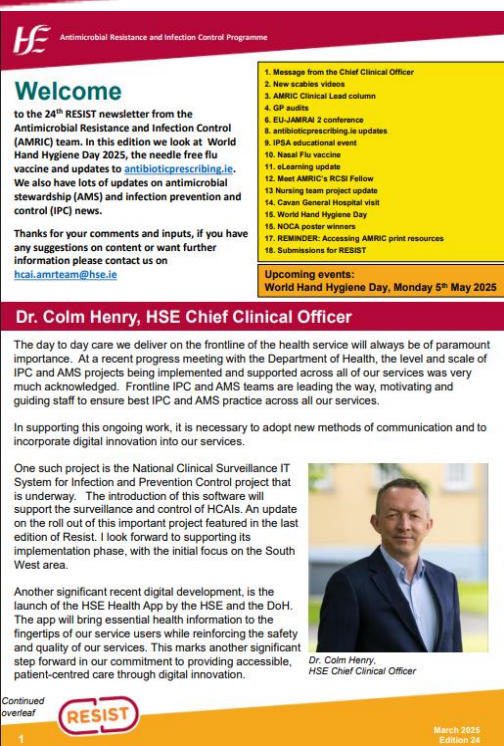 HE Antimicrobial Resistance and Infection Control Programme
Welcome
to the 24th RESIST newsletter from the
Antimicrobial Resistance and Infection Control
(AMRIC) team. In this edition we look at World
Hand Hygiene Day 2025, the needle free flu
vaccine and updates to antibioticprescribing.ie.
We also have lots of updates on antimicrobial
stewardship (AMS) and infection prevention and
control (IPC) news.
Thanks for your comments and inputs, if you have
any suggestions on content or want further
information please contact us on
hcai.amrteam@hse.ie
1. Message from the Chief Clinical Officer
2. New scabies videos
3. AMRIC Clinical Lead column
4. GP audits
6. EU-JAMRAI 2 conference
8. antibioticprescribing.ie updates
9. IPSA educational event
10. Nasal Flu vaccine
11. eLearning update
12. Meet AMRIC's RCSI Fellow
13 Nursing team project update
14. Cavan General Hospital visit
15. World Hand Hygiene Day
15. NOCA poster winners
17. REMINDER: Accessing AMRIC print resources
18. Submissions for RESIST
Upcoming events:
World Hand Hygiene Day, Monday 5th May 2025
Dr. Colm Henry, HSE Chief Clinical Officer
The day to day care we deliver on the frontline of the health service will always be of paramount
importance. At a recent progress meeting with the Department of Health, the level and scale of
IPC and AMS projects being implemented and supported across all of our services was very
much acknowledged. Frontline IPC and AMS teams are leading the way, motivating and
guiding staff to ensure best IPC and AMS practice across all our services.
In supporting this ongoing work, it is necessary to adopt new methods of communication and to
incorporate digital innovation into our services.
One such project is the National Clinical Surveillance IT
System for Infection and Prevention Control project that
is underway. The introduction of this software will
support the surveillance and control of HCAIs. An update
on the roll out of this important project featured in the last
edition of Resist. I look forward to supporting its
implementation phase, with the initial focus on the South
West area.
Another significant recent digital development, is the
launch of the HSE Health App by the HSE and the DoH.
The app will bring essential health information to the
fingertips of our service users while reinforcing the safety
and quality of our services. This marks another significant
step forward in our commitment to providing accessible,
patient-centred care through digital innovation.
Dr. Colm Henry,
HSE Chief Clinical Officer
Continued
overleaf
RESIST
1
March 2025
Edition 24